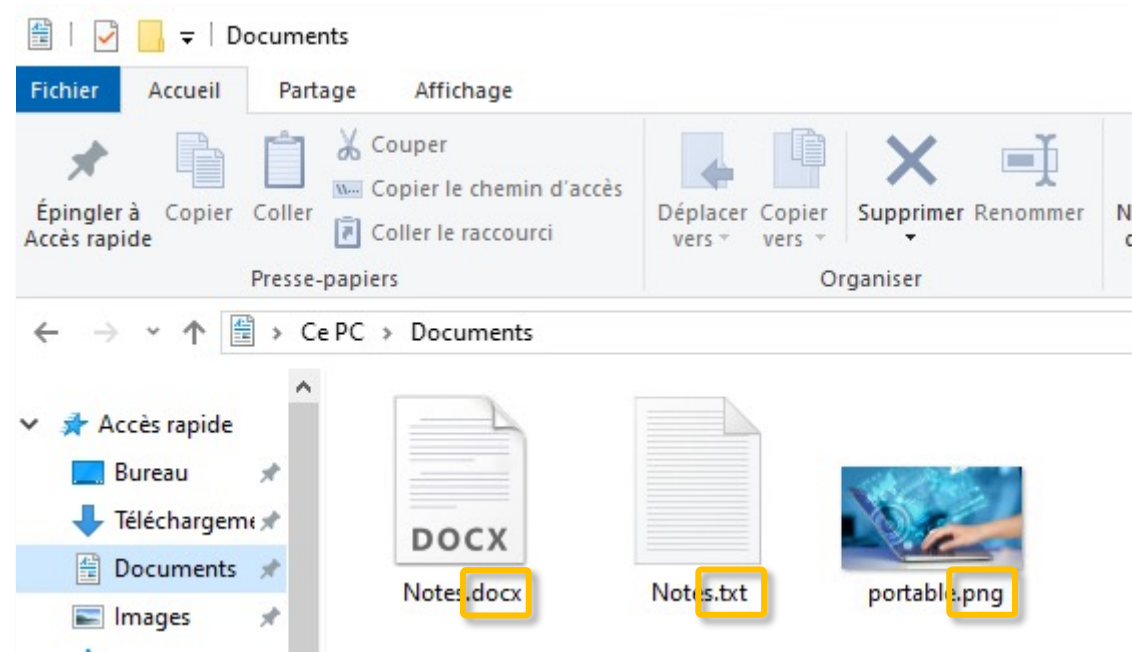 Documents
Fichier Accueil Partage Affichage
Épingler à
Accès rapide
Copier
Coller
Couper
Copier le chemin d'accès
Coller le raccourci
Déplacer
vers
Copier
vers
Supprimer
Renommer
Presse-papiers
Organiser
Ce PC > Documents
Accès rapide
Bureau
Documents
Images
DOCX
Notes.docx
Notes.txt
portable.png